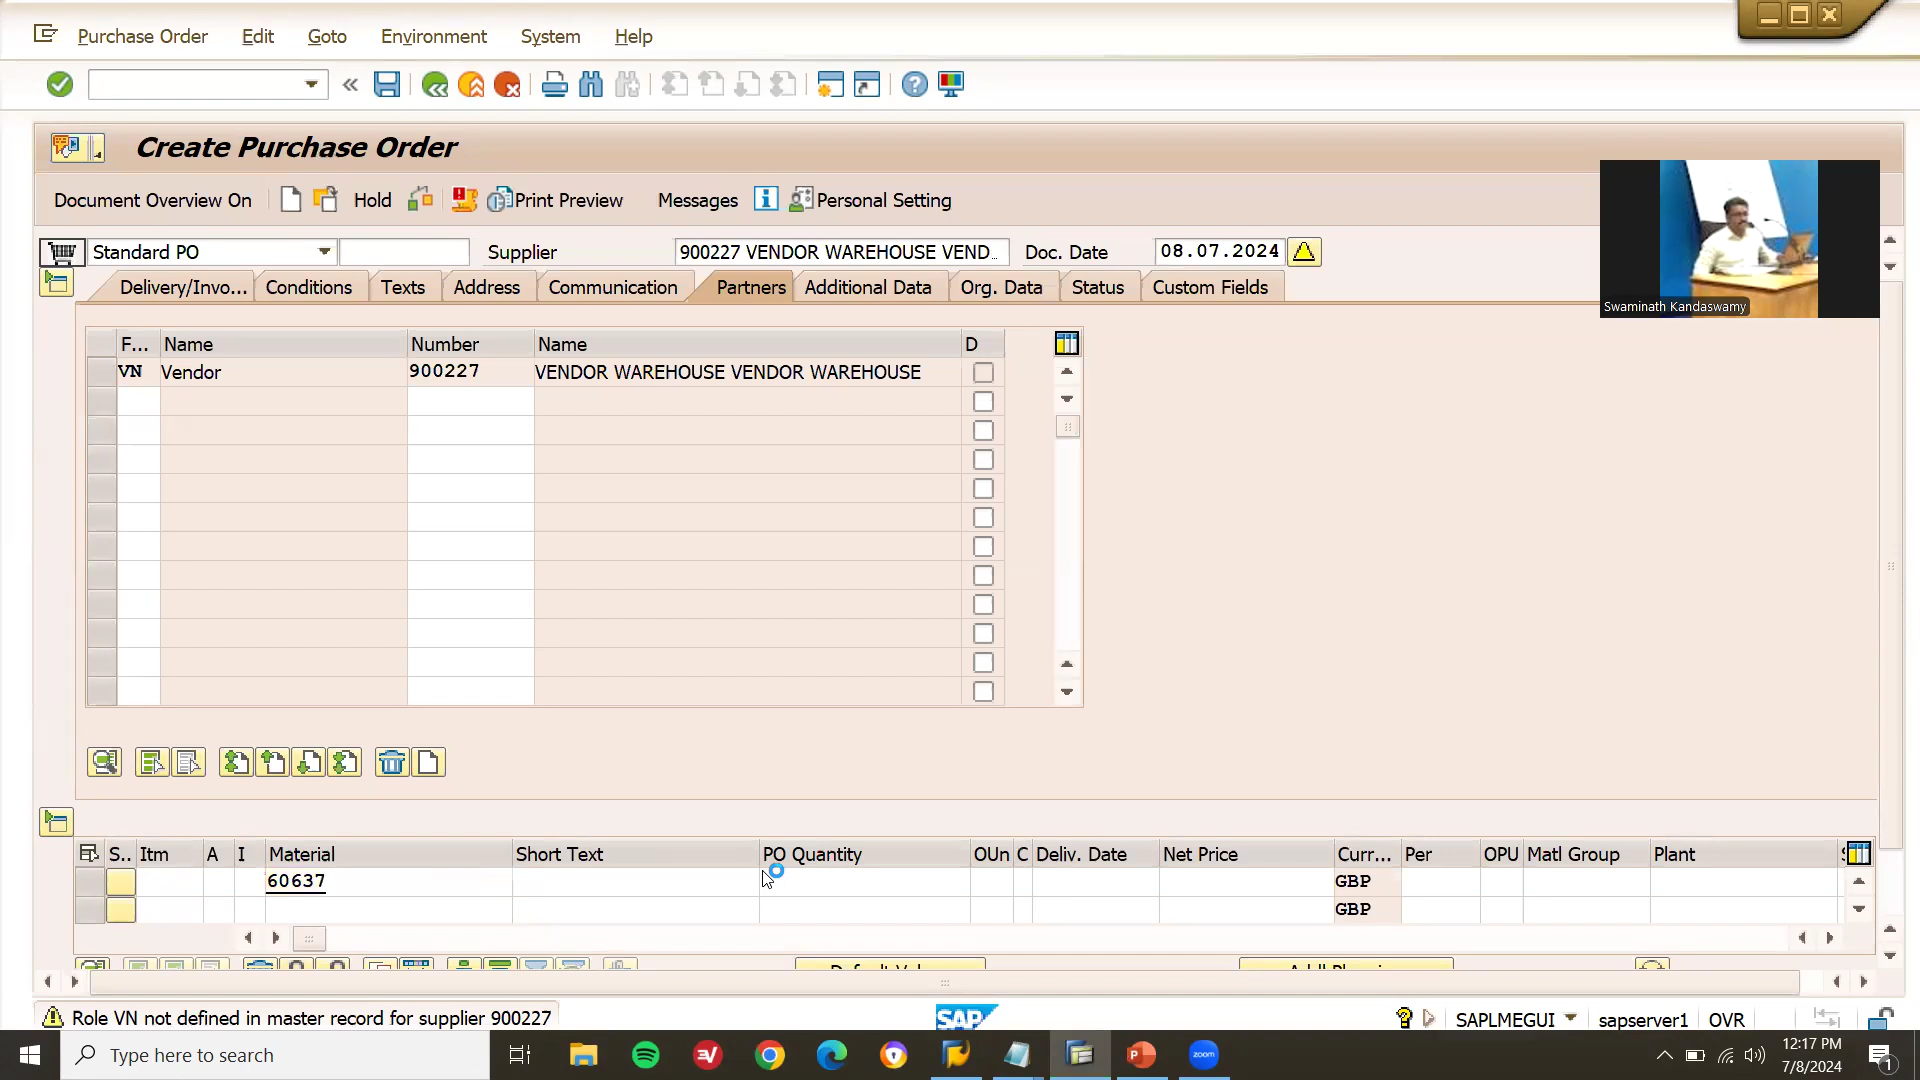 Purchase Order Edit Goto Environment System Help
Create Purchase Order
Document Overview On Hold Print Preview Messages Personal Setting
Standard PO Supplier 900227 VENDOR WAREHOUSE VEND... Doc. Date 08.07.2024
Delivery/Invo... Conditions Texts Address Communication Partners Additional Data Org. Data Status Custom Fields
Swaminath Kandaswamy
F... Name Number Name D
VN Vendor 900227 VENDOR WAREHOUSE VENDOR WAREHOUSE
S.. Itm A I Material Short Text PO Quantity OUn C Deliv. Date Net Price Curr... Per OPU Matl Group Plant
60637 GBP
GBP
Role VN not defined in master record for supplier 900227 SAP SAPLMEGUI sapserver1 OVR
Type here to search zoom 12:17 PM
7/8/2024 1